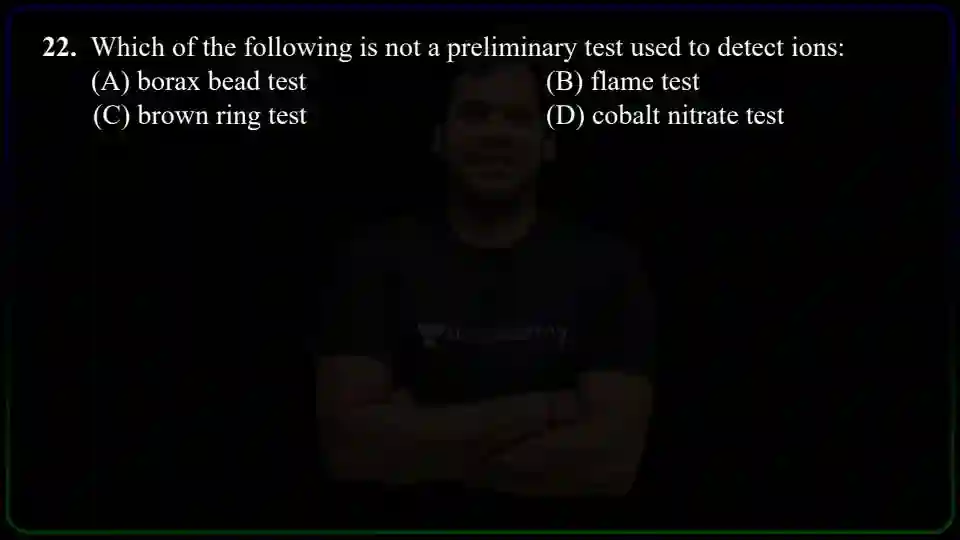 22. Which of the following is not a preliminary test used to detect ions:
(A) borax bead test (B) flame test
(C) brown ring test (D) cobalt nitrate test